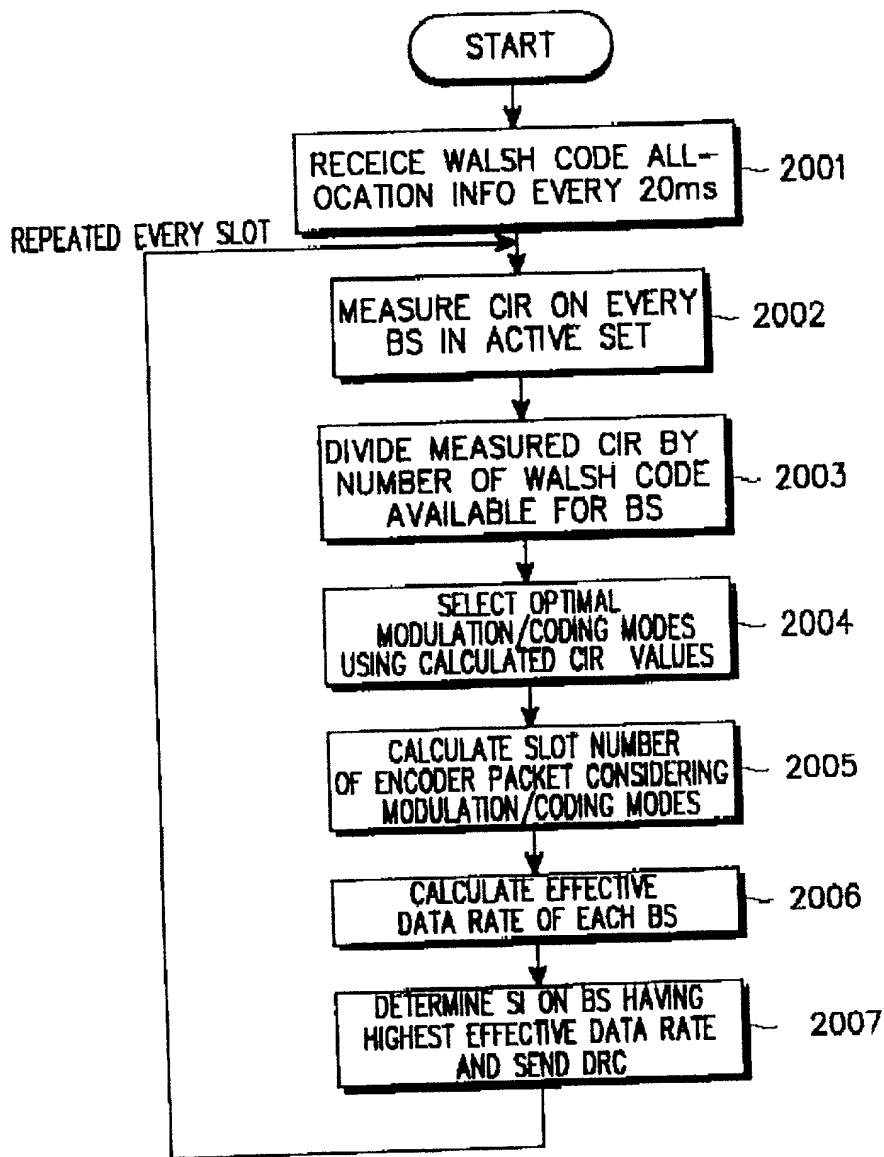 START
RECEICE WALSH CODE ALL-
OCATION INFO EVERY 20ms
2001
REPEATED EVERY SLOT
MEASURE CIR ON EVERY
BS IN ACTIVE SET
2002
DIVIDE MEASURED CIR BY
NUMBER OF WALSH CODE
AVAILABLE FOR BS
2003
SELECT OPTIMAL
MODULATION/CODING MODES
USING CALCULATED CIR VALUES
2004
CALCULATE SLOT NUMBER
OF ENCODER PACKET CONSIDERING
MODULATION/CODING MODES
2005
CALCULATE EFFECTIVE
DATA RATE OF EACH BS
2006
DETERMINE SI ON BS HAVING
HIGHEST EFFECTIVE DATA RATE
AND SEND DRC
2007